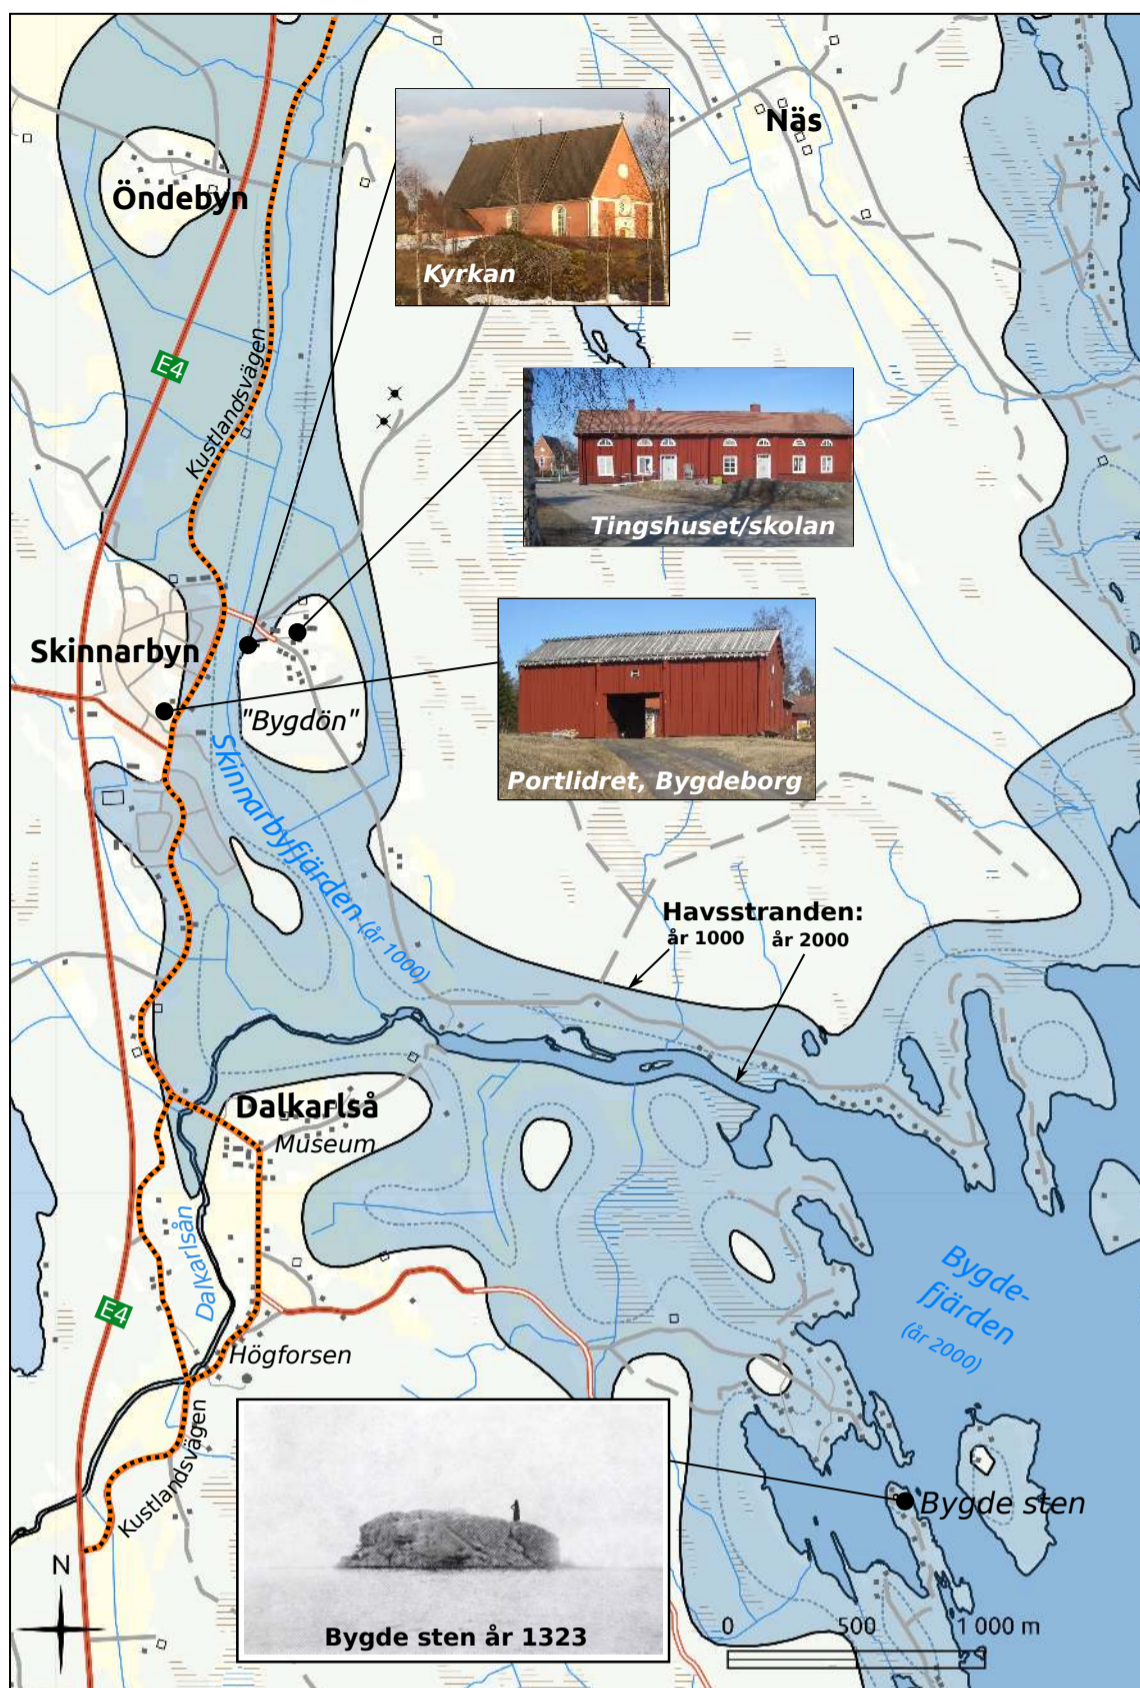 Näs
Öndebyn
Kyrkan
E4
Kustlandsvägen
Tingshuset/skolan
Skinnarbyn
"Bygdön"
Portlidret, Bygdeborg
Skinnarbyfjärden (år 1000)
Havsstranden:
år 1000 år 2000
Dalkarlså
Museum
Dalkarlsån
Bygde-
fjärden
(år 2000)
E4
Högforsen
Kustlandsvägen
Bygde sten
N
Bygde sten år 1323
0 500 1 000 m